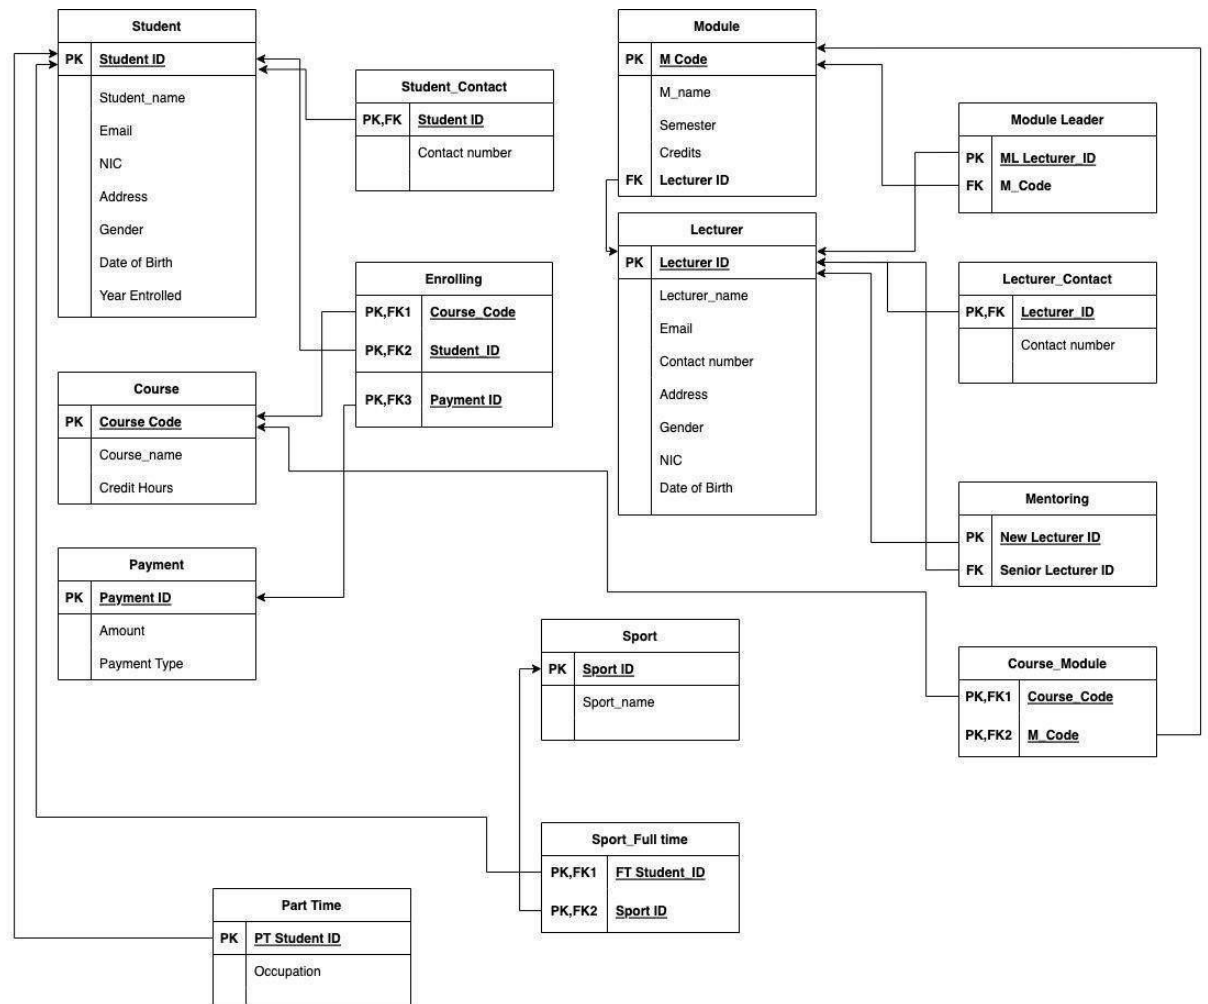 Student
PK Student ID
Student_name
Email
NIC
Address
Gender
Date of Birth
Year Entrolled
Student_Contact
PK,FK Student ID
Contact number
Enrolling
PK,FK1 Course_Code
PK,FK2 Student_ID
PK,FK3 Payment ID
Course
PK Course Code
Course_name
Credit Hours
Payment
PK Payment ID
Amount
Payment Type
Module
PK M Code
M_name
Semester
Credits
FK Lecturer ID
Lecturer
PK Lecturer ID
Lecturer_name
Email
Contact number
Address
Gender
NIC
Date of Birth
Module Leader
PK ML Lecturer_ID
FK M_Code
Lecturer_Contact
PK,FK Lecturer_ID
Contact number
Mentoring
PK New Lecturer ID
FK Senior Lecturer ID
Sport
PK Sport ID
Sport_name
Course_Module
PK,FK1 Course_Code
PK,FK2 M_Code
Sport_Full time
PK,FK1 FT Student_ID
PK,FK2 Sport ID
Part Time
PK PT Student ID
Occupation